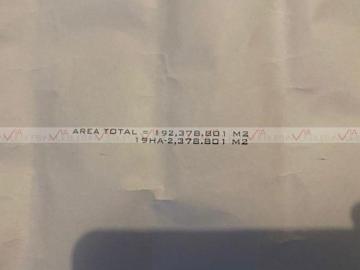 AREA TOTAL = 192,378.801 M2
19HA-2,378.801 M2